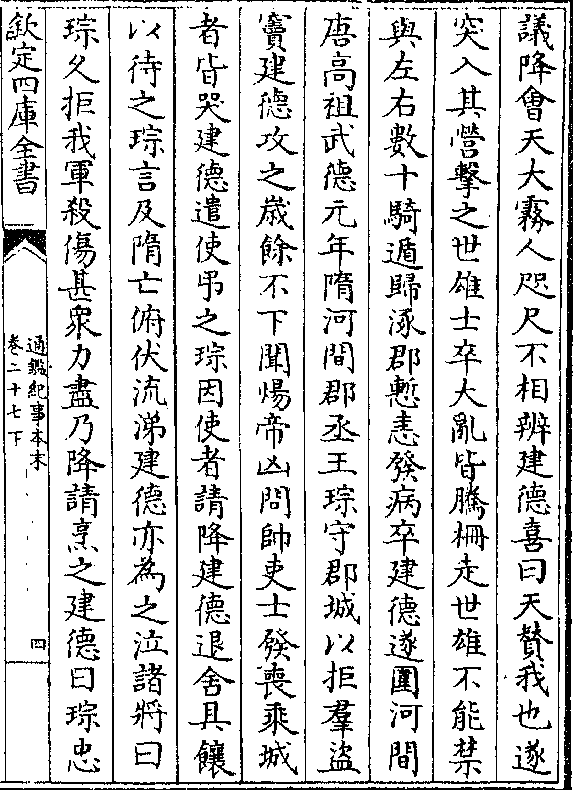 議降會天大霧人咫尺不相辨建德喜曰天贊我也遂
突入其營擊之世雄士卒大亂皆騰柵走世雄不能禁
與左右數十騎遁歸涿郡慙恚發病卒建德遂圍河間
唐高祖武德元年隋河間郡丞王琮守郡城以拒羣盜
竇建德攻之歲餘不下聞煬帝凶問帥吏士發喪乘城
者皆哭建德遣使弔之琮因使者請降建德退舍具饌
以待之琮言及隋亡俯伏流涕建德亦為之泣諸將曰
琮久拒我軍殺傷甚衆力盡乃降請烹之建德曰琮忠
欽定四庫全書
通鑑紀事本末
卷二十七下
四